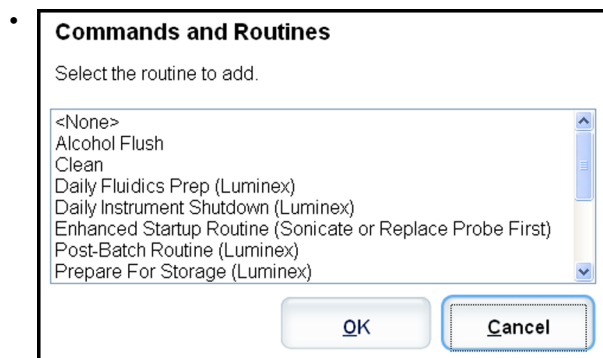 Commands and Routines
Select the routine to add.
<None>
Alcohol Flush
Clean
Daily Fluidics Prep (Luminex)
Daily Instrument Shutdown (Luminex)
Enhanced Startup Routine (Sonicate or Replace Probe First)
Post-Batch Routine (Luminex)
Prepare For Storage (Luminex)
OK
Cancel